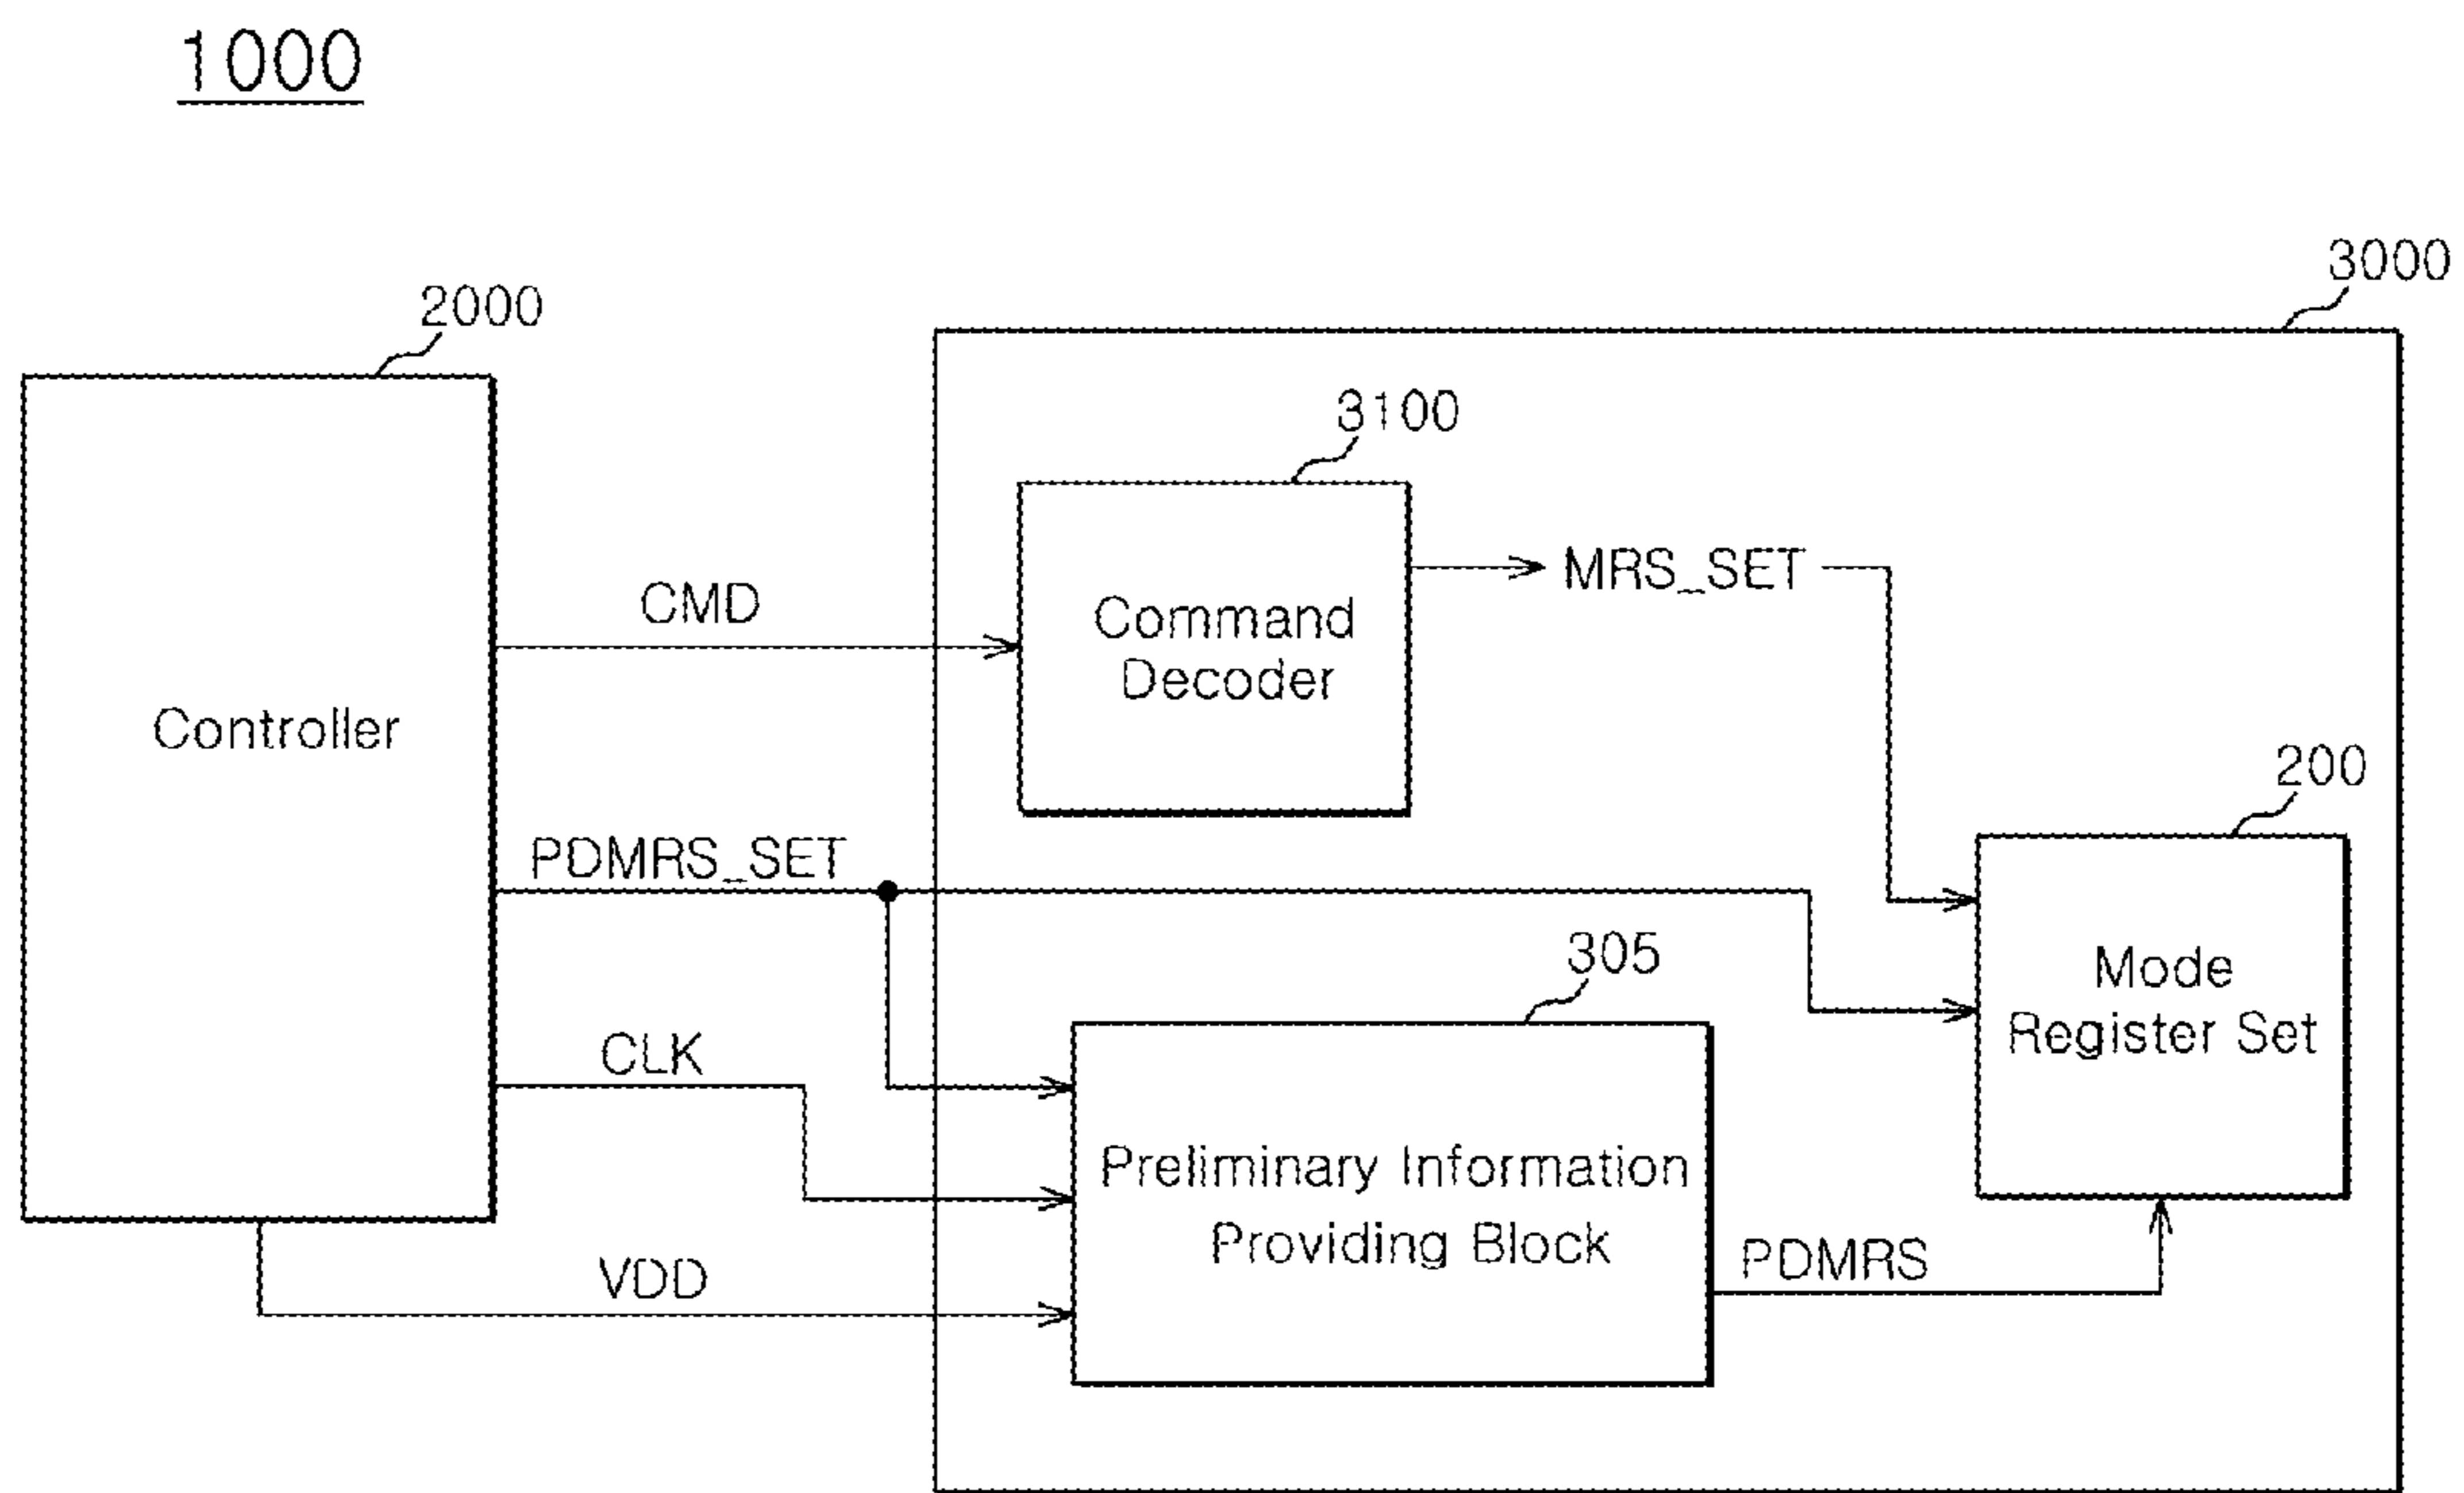 1000
3000
2000
3100
MRS_SET
CMD
Command
Decoder
Controller
200
PDMRS_SET
305
Mode
Register Set
CLK
Preliminary Information
Providing Block
PDMRS
VDD